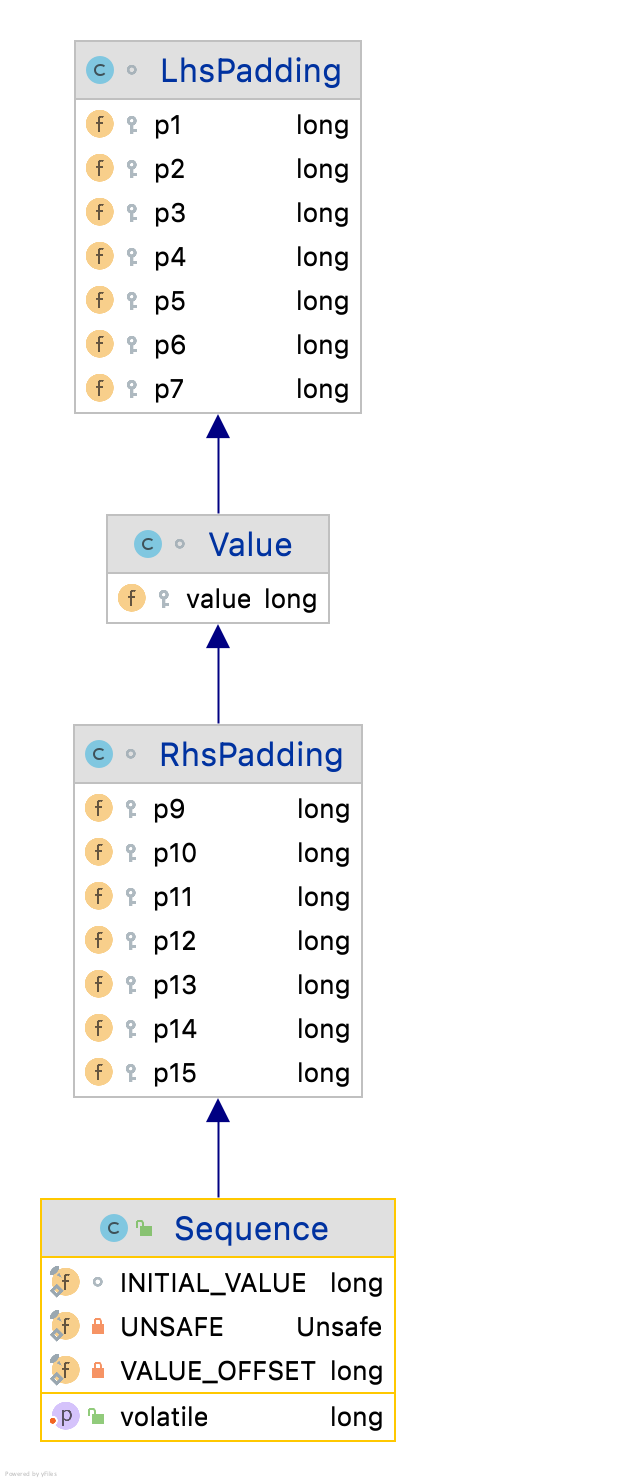 LhsPadding
p1 long
p2 long
p3 long
p4 long
p5 long
p6 long
p7 long
Value
value long
RhsPadding
p9 long
p10 long
p11 long
p12 long
p13 long
p14 long
p15 long
Sequence
INITIAL_VALUE long
UNSAFE Unsafe
VALUE_OFFSET long
volatile long
Powered by yFiles